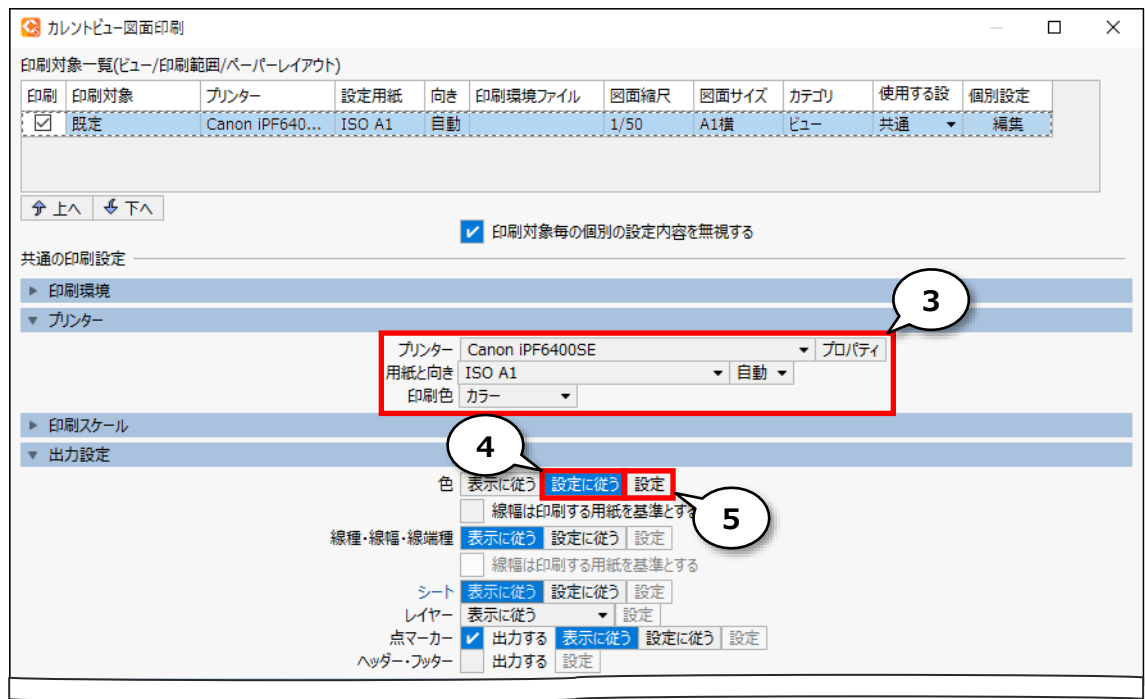 カレントビュー図面印刷
印刷対象一覧(ビュー/印刷範囲/ペーパーレイアウト)
印刷 印刷対象 プリンター 設定用紙 向き 印刷環境ファイル 図面縮尺 図面サイズ カテゴリ 使用する設 個別設定
既定 Canon iPF640... ISO A1 自動 1/50 A1横 ビュー 共通 編集
上へ 下へ
印刷対象毎の個別の設定内容を無視する
共通の印刷設定
印刷環境
3
プリンター
プリンター Canon iPF6400SE プロパティ
用紙と向き ISO A1 自動
印刷色 カラー
印刷スケール
4
出力設定
色 表示に従う 設定に従う 設定
線幅は印刷する用紙を基準とする
5
線種・線幅・線端種 表示に従う 設定に従う 設定
線幅は印刷する用紙を基準とする
シート 表示に従う 設定に従う 設定
レイヤー 表示に従う 設定
点マーカー 出力する 表示に従う 設定に従う 設定
ヘッダー・フッター 出力する 設定